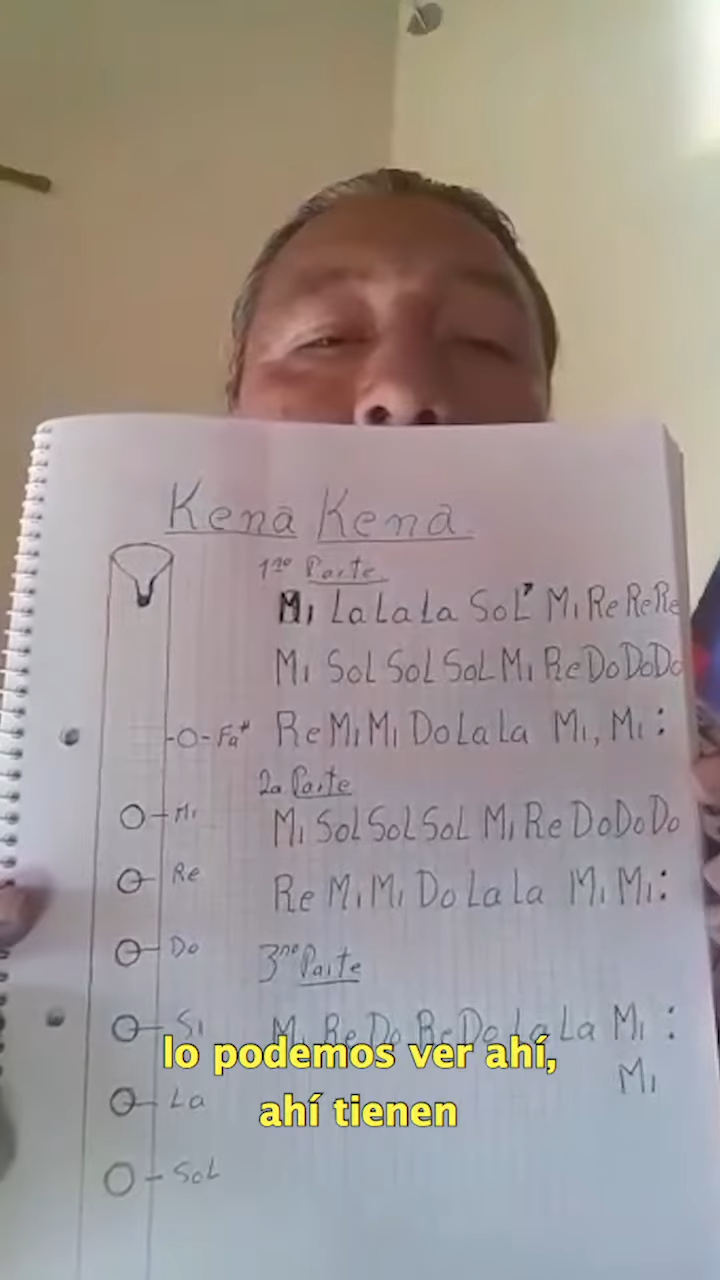 Kena Kena.
1ra Parte
Mi La La La Sol Mi Re Re Re
Mi Sol Sol Sol Mi Re Do Do Do
Re Mi Mi Do La La Mi, Mi :
2a Parte
Mi Sol Sol Sol Mi Re Do Do Do
Re Mi Mi Do La La Mi Mi :
3ra Parte
Mi Re Do Re Do La La Mi :
Mi
Fa#
Mi
Re
Do
Si
La
Sol
lo podemos ver ahí,
ahí tienen